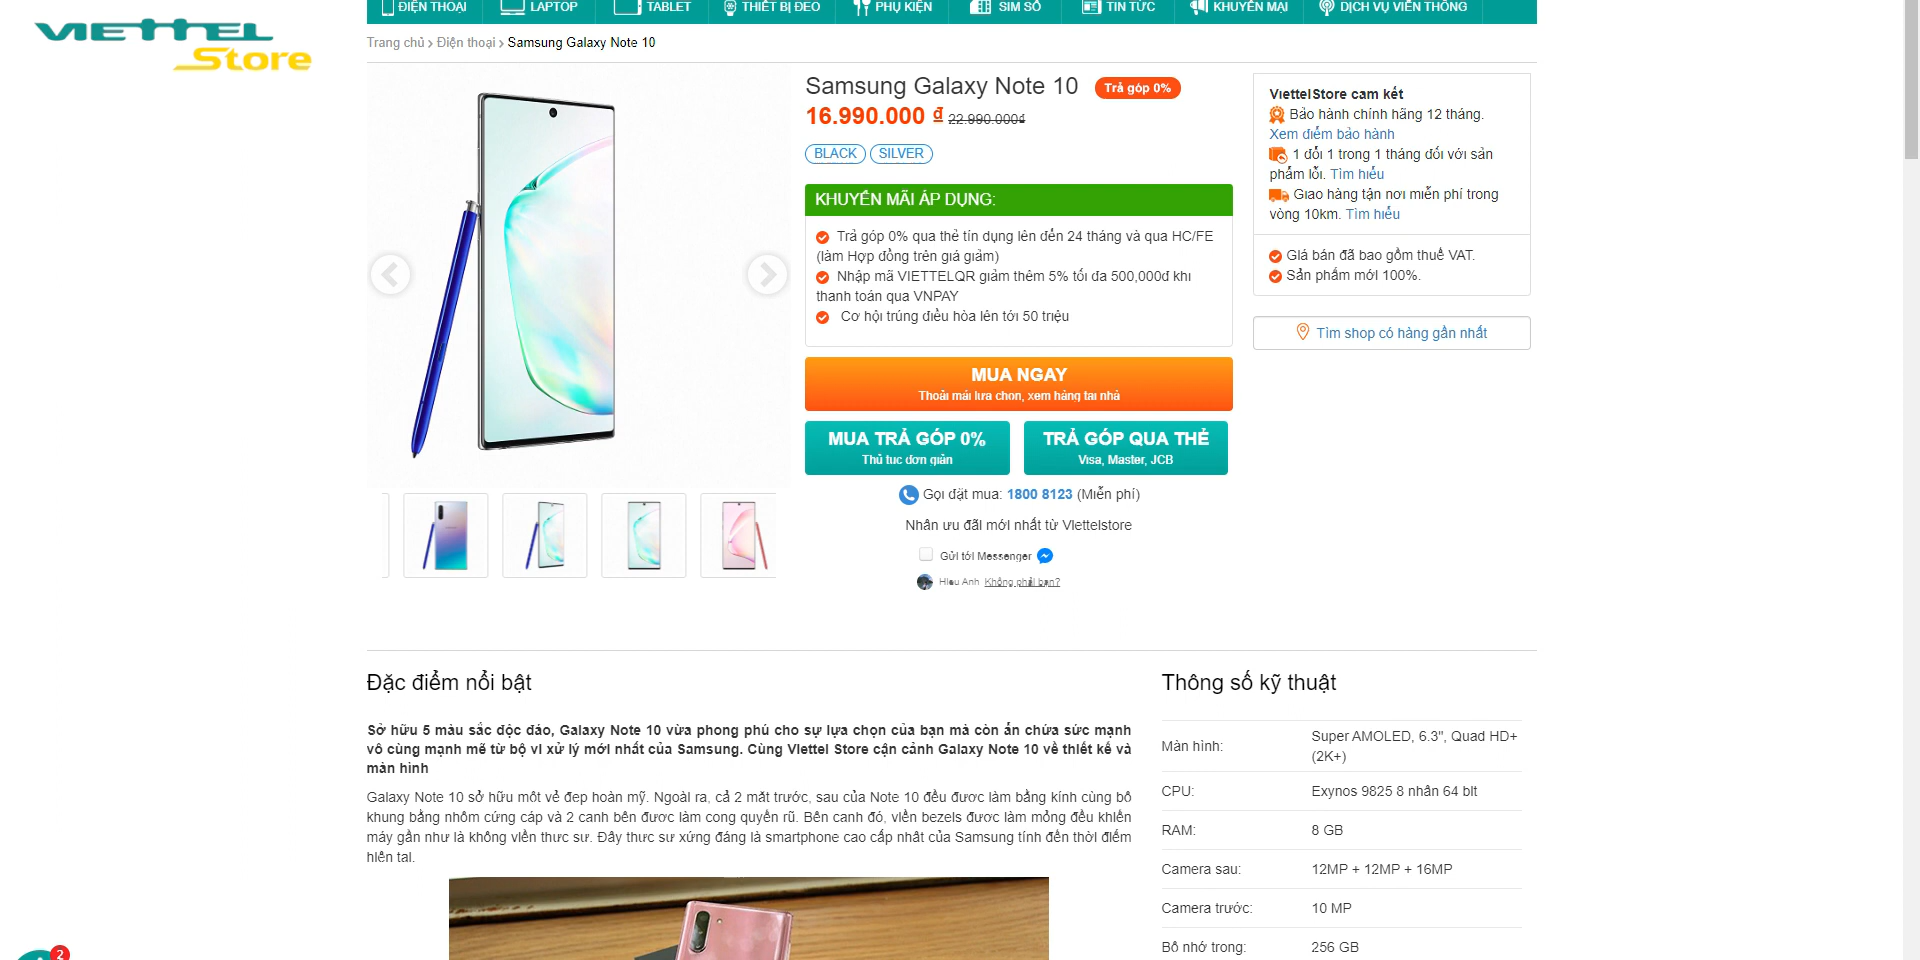 VIETTEL
Store
ĐIỆN THOẠI LAPTOP TABLET THIẾT BỊ ĐEO PHỤ KIỆN SIM SỐ TIN TỨC KHUYẾN MẠI DỊCH VỤ VIỄN THÔNG
Trang chủ › Điện thoại › Samsung Galaxy Note 10
Samsung Galaxy Note 10 Trả góp 0%
16.990.000 ₫ 22.990.000₫
BLACK SILVER
KHUYẾN MÃI ÁP DỤNG:
Trả góp 0% qua thẻ tín dụng lên đến 24 tháng và qua HC/FE
(làm Hợp đồng trên giá giảm)
Nhập mã VIETTELQR giảm thêm 5% tối đa 500,000đ khi
thanh toán qua VNPAY
Cơ hội trúng điều hòa lên tới 50 triệu
MUA NGAY
Thoải mái lựa chọn, xem hàng tại nhà
MUA TRẢ GÓP 0%
Thủ tục đơn giản
TRẢ GÓP QUA THẺ
Visa, Master, JCB
Gọi đặt mua: 1800 8123 (Miễn phí)
Nhận ưu đãi mới nhất từ Viettelstore
Gửi tới Messenger
Hieu Anh Không phải bạn?
ViettelStore cam kết
Bảo hành chính hãng 12 tháng.
Xem điểm bảo hành
1 đổi 1 trong 1 tháng đối với sản
phẩm lỗi. Tìm hiểu
Giao hàng tận nơi miễn phí trong
vòng 10km. Tìm hiểu
Giá bán đã bao gồm thuế VAT.
Sản phẩm mới 100%.
Tìm shop có hàng gần nhất
Đặc điểm nổi bật
Sở hữu 5 màu sắc độc đáo, Galaxy Note 10 vừa phong phú cho sự lựa chọn của bạn mà còn ẩn chứa sức mạnh
vô cùng mạnh mẽ từ bộ vi xử lý mới nhất của Samsung. Cùng Viettel Store cận cảnh Galaxy Note 10 về thiết kế và
màn hình
Galaxy Note 10 sở hữu một vẻ đẹp hoàn mỹ. Ngoài ra, cả 2 mặt trước, sau của Note 10 đều được làm bằng kính cùng bộ
khung bằng nhôm cứng cáp và 2 cạnh bên được làm cong quyến rũ. Bên cạnh đó, viền bezels được làm mỏng đều khiến
máy gần như là không viền thực sự. Đây thực sự xứng đáng là smartphone cao cấp nhất của Samsung tính đến thời điểm
hiện tại.
Thông số kỹ thuật
Màn hình: Super AMOLED, 6.3", Quad HD+
(2K+)
CPU: Exynos 9825 8 nhân 64 bit
RAM: 8 GB
Camera sau: 12MP + 12MP + 16MP
Camera trước: 10 MP
Bộ nhớ trong: 256 GB
2